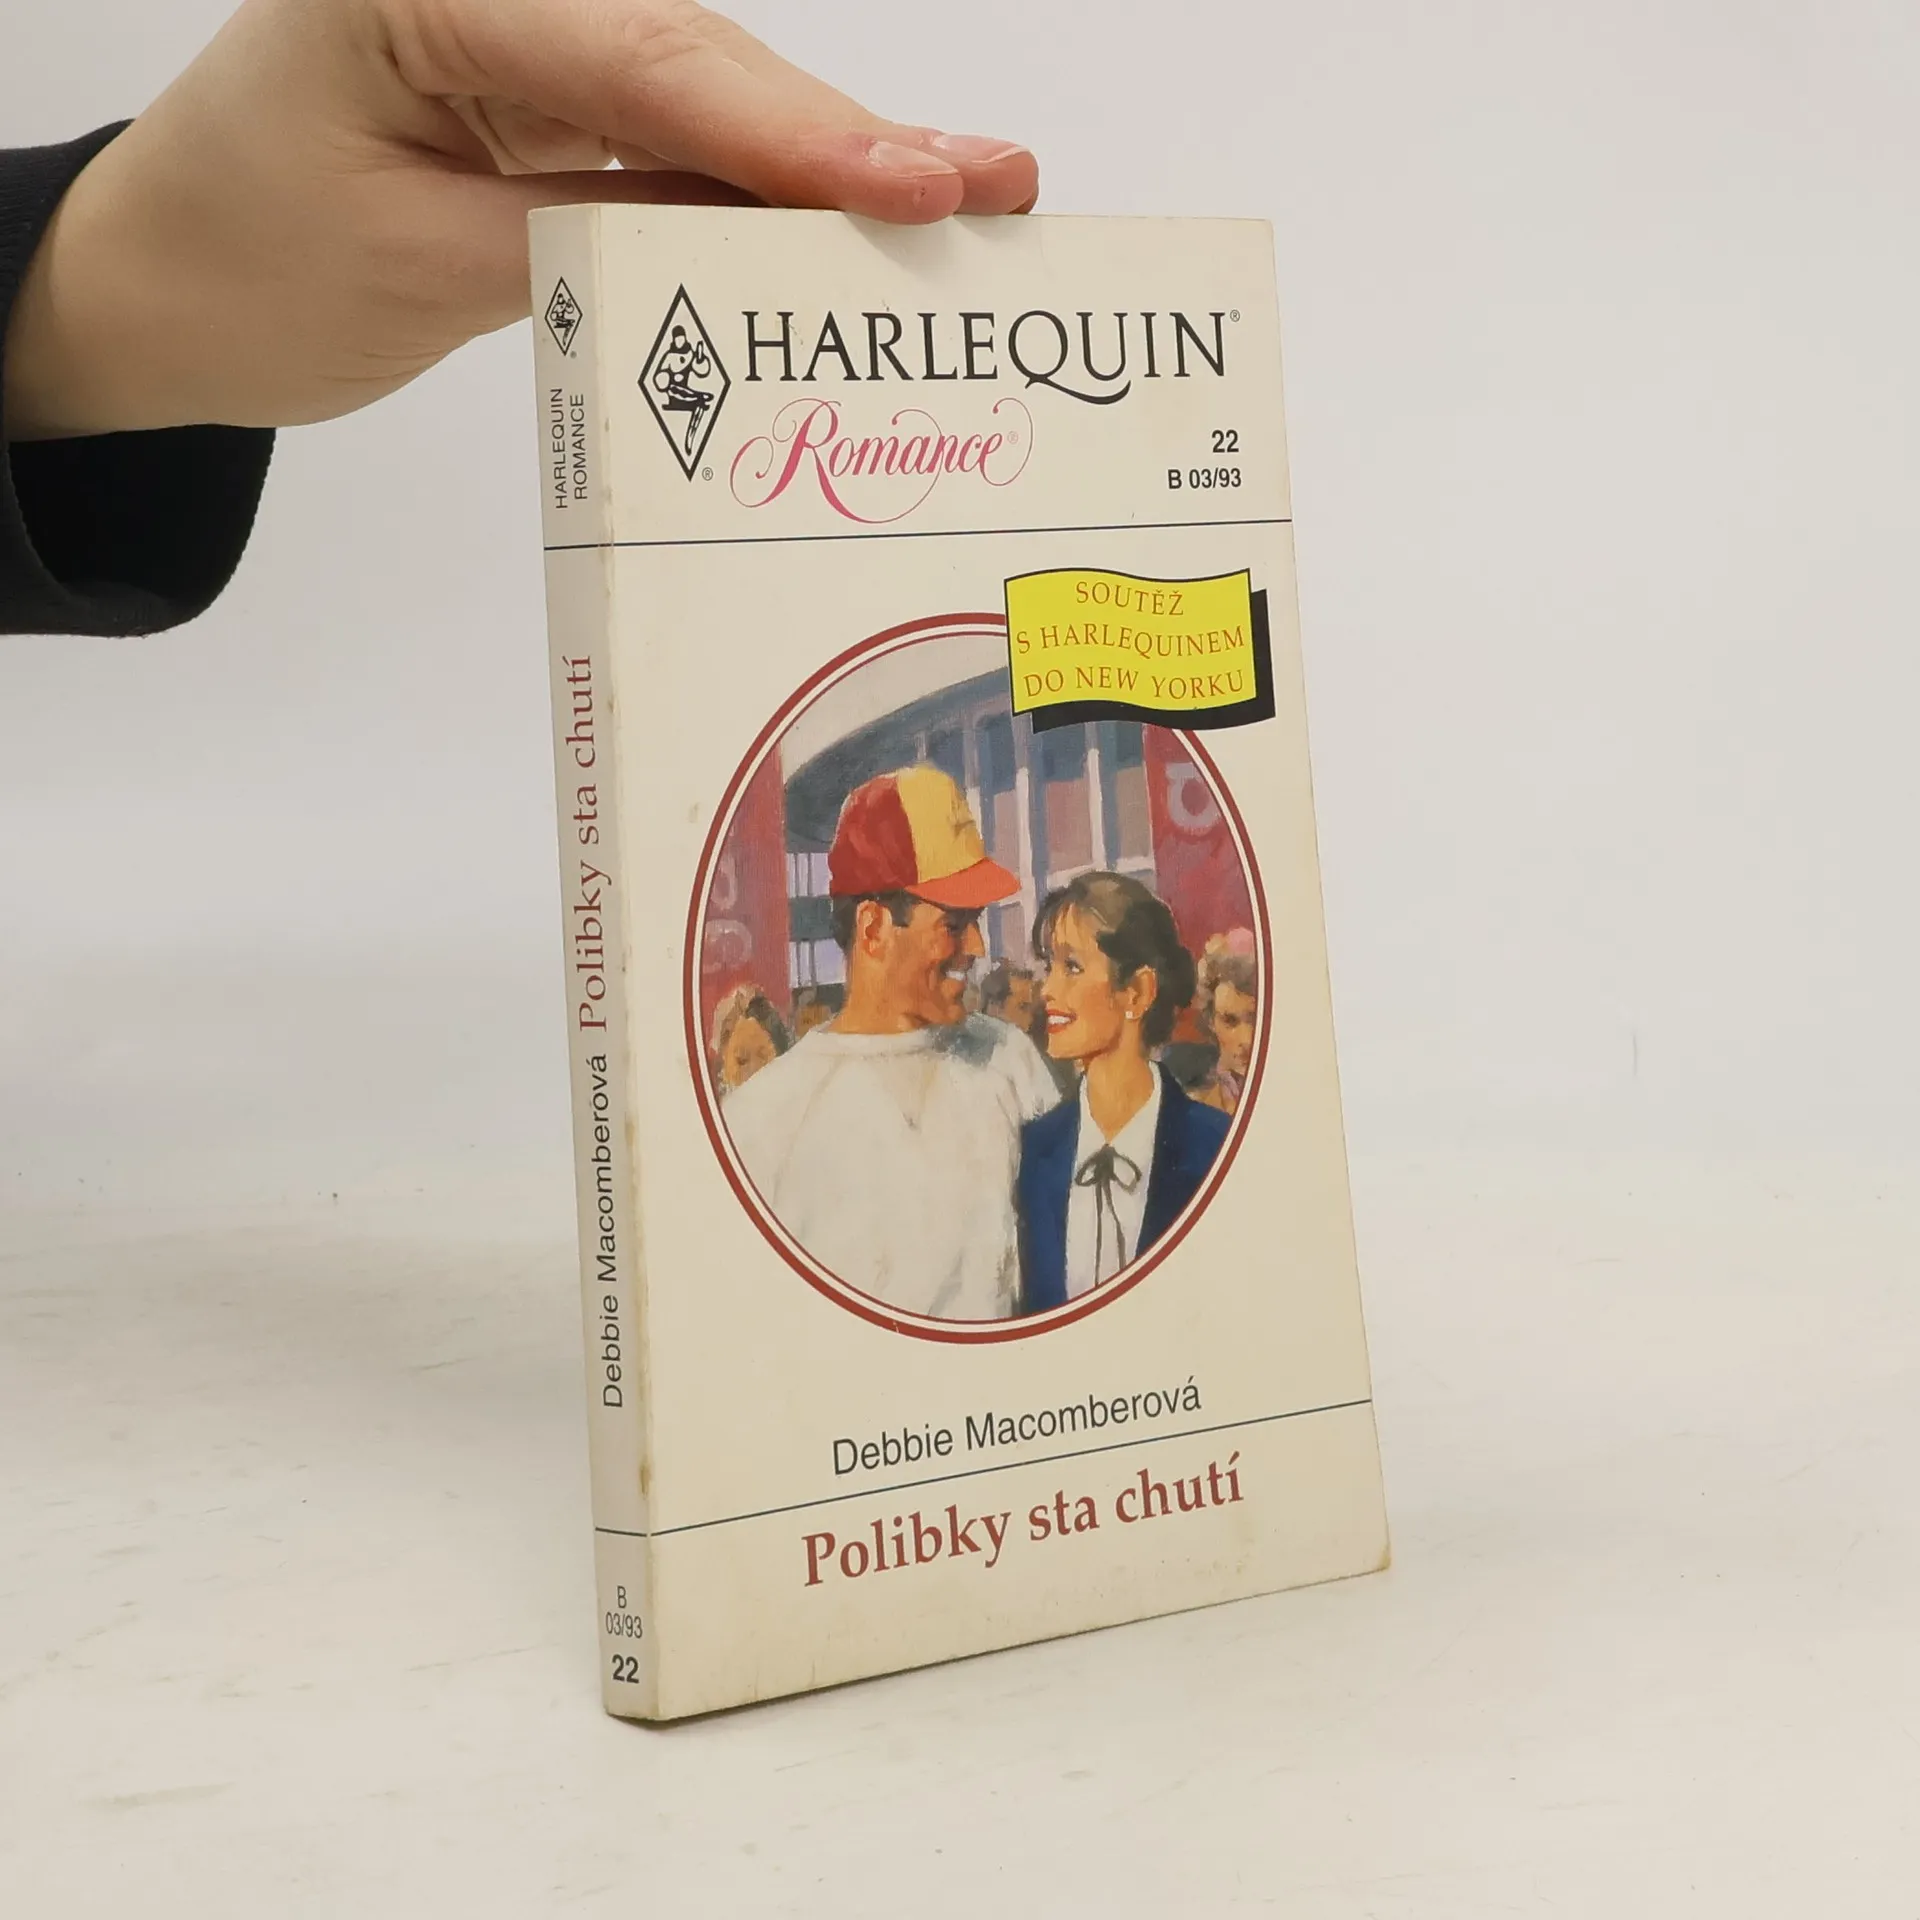 HARLEQUIN®
Romance®
®
22
B 03/93
SOUTĚŽ
S HARLEQUINEM
DO NEW YORKU
Debbie Macomberová
Polibky sta chutí
®
HARLEQUIN
ROMANCE
Debbie Macomberová Polibky sta chutí
B
03/93
22